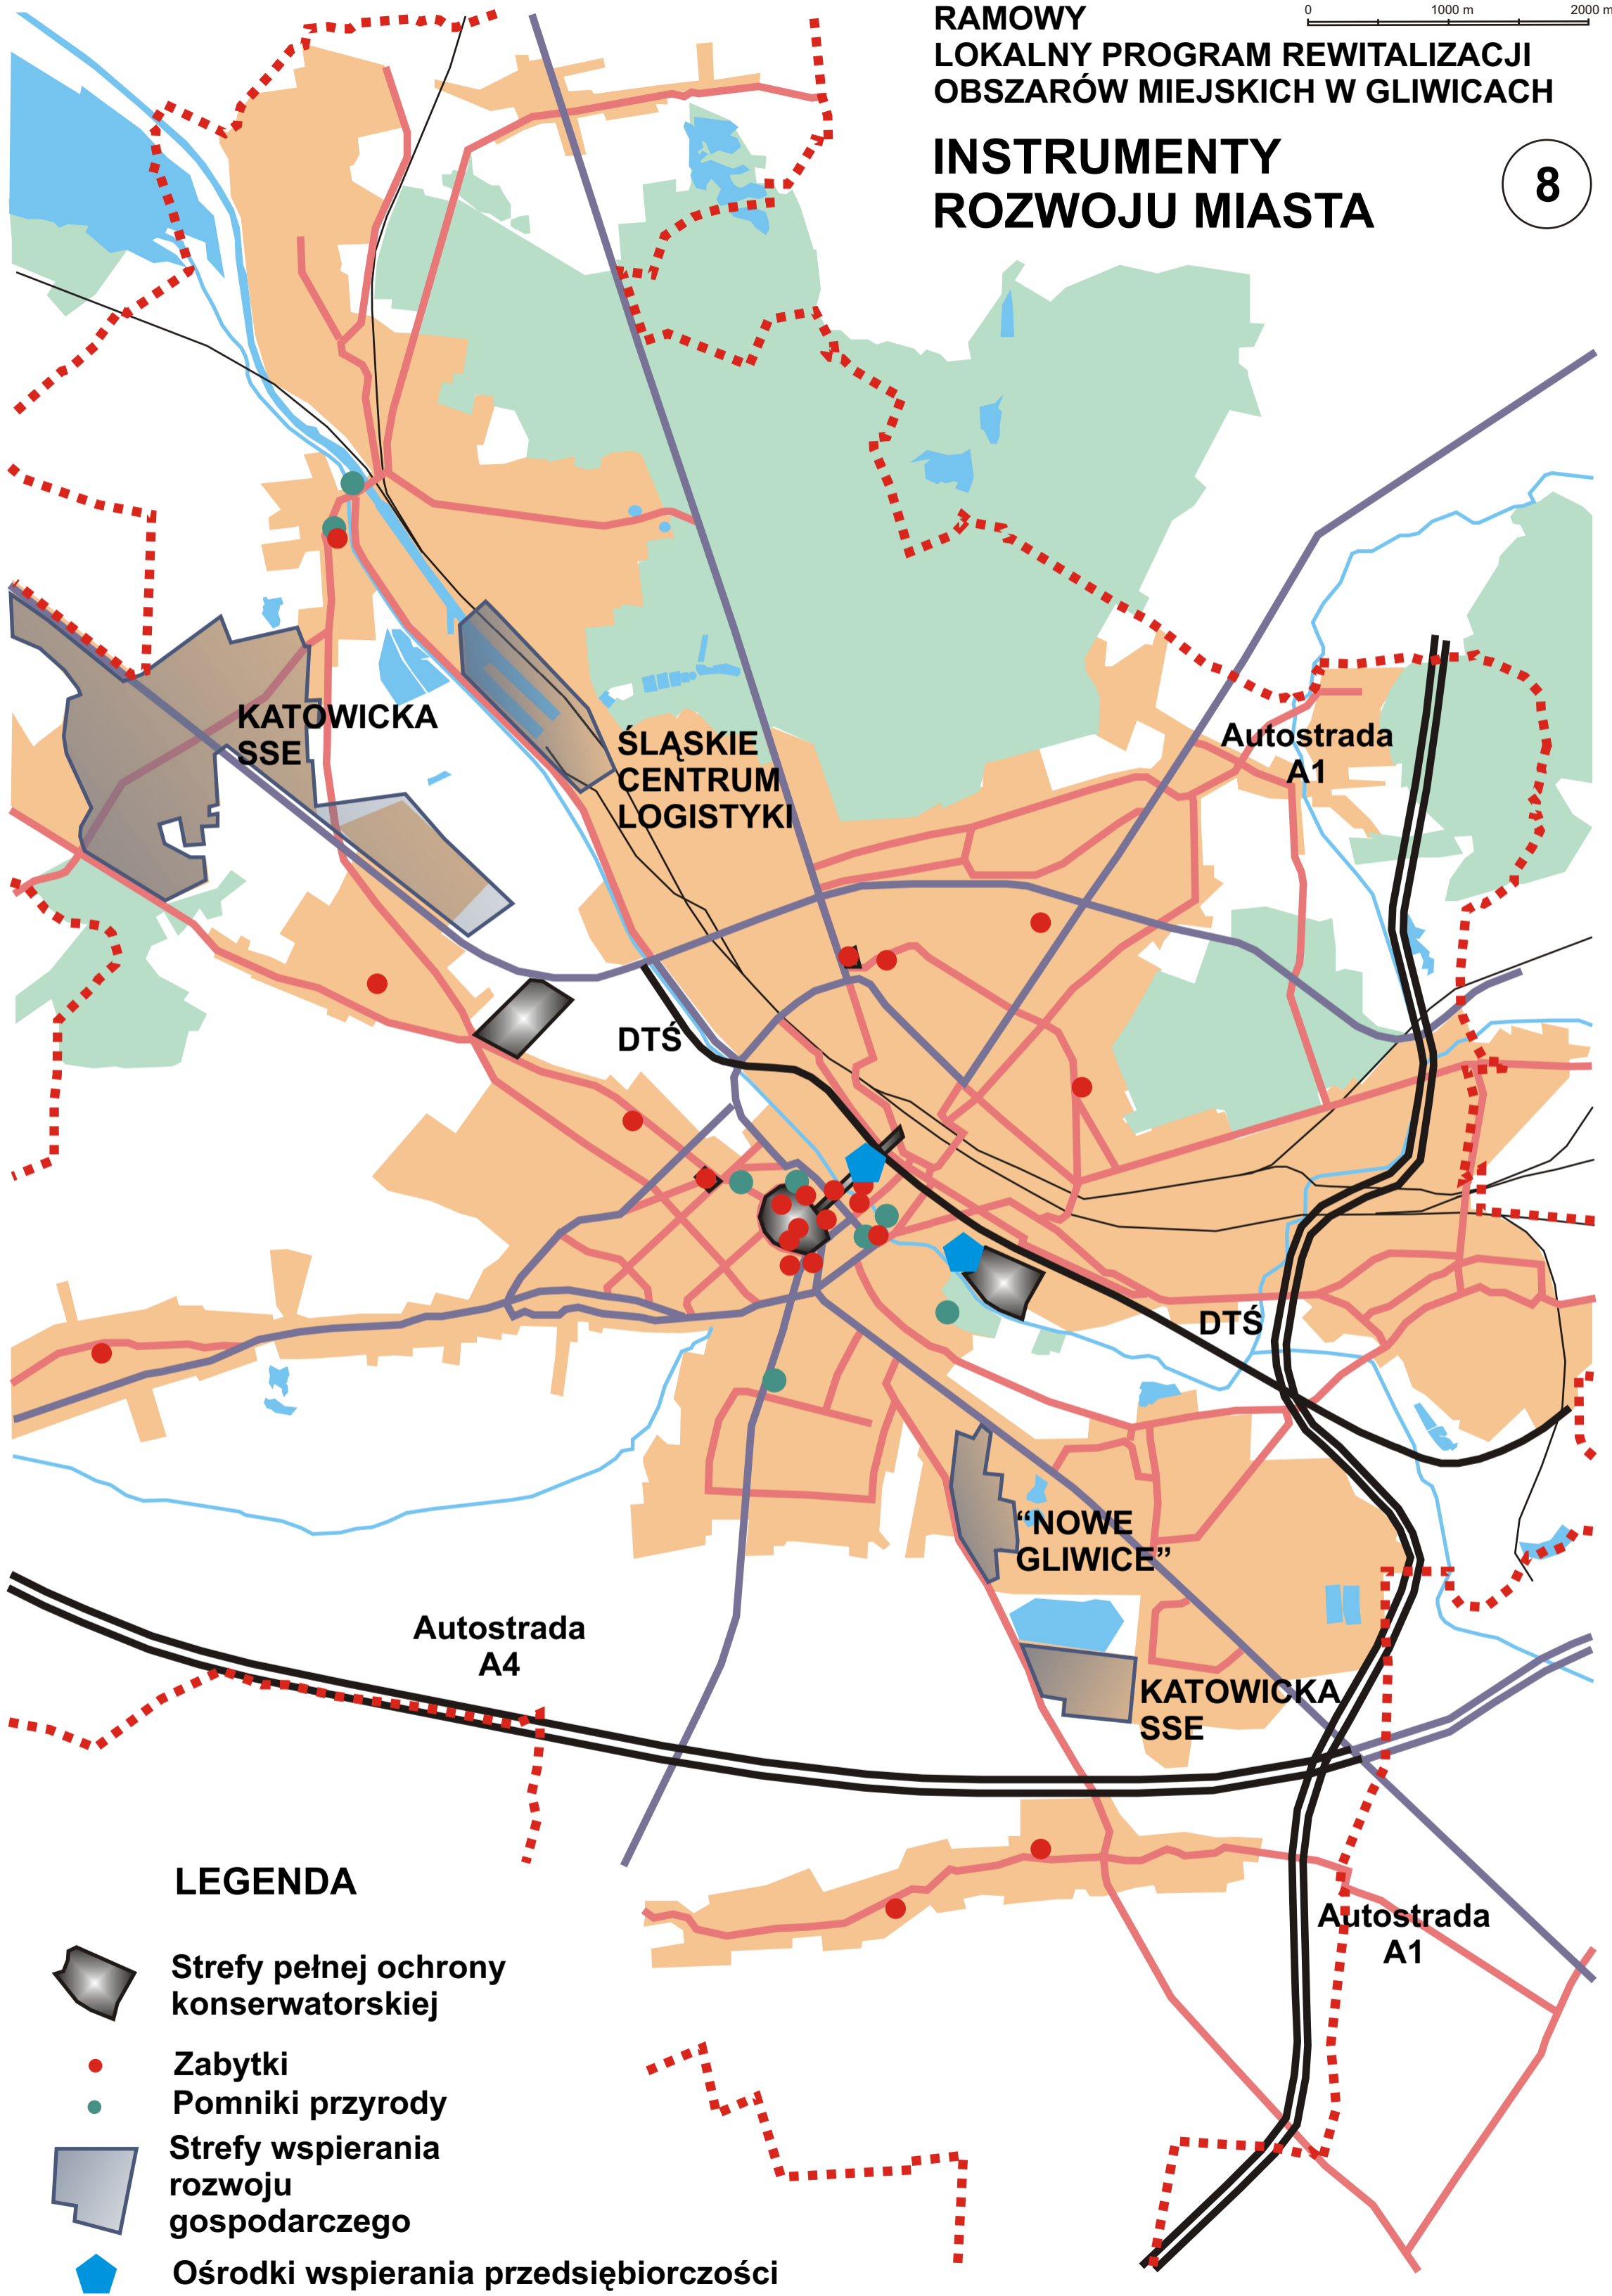 RAMOWY
LOKALNY PROGRAM REWITALIZACJI
OBSZARÓW MIEJSKICH W GLIWICACH
0 1000 m 2000 m
INSTRUMENTY
ROZWOJU MIASTA
8
KATOWICKA
SSE
ŚLĄSKIE
CENTRUM
LOGISTYKI
Autostrada
A1
DTŚ
DTŚ
“NOWE
GLIWICE”
Autostrada
A4
KATOWICKA
SSE
Autostrada
A1
LEGENDA
Strefy pełnej ochrony
konserwatorskiej
Zabytki
Pomniki przyrody
Strefy wspierania
rozwoju
gospodarczego
Ośrodki wspierania przedsiębiorczości